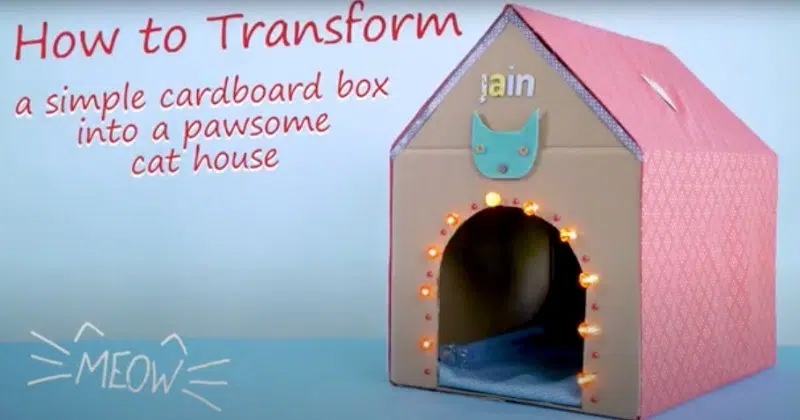 How to Transform
a simple cardboard box
into a pawsome
cat house
jain
MEOW